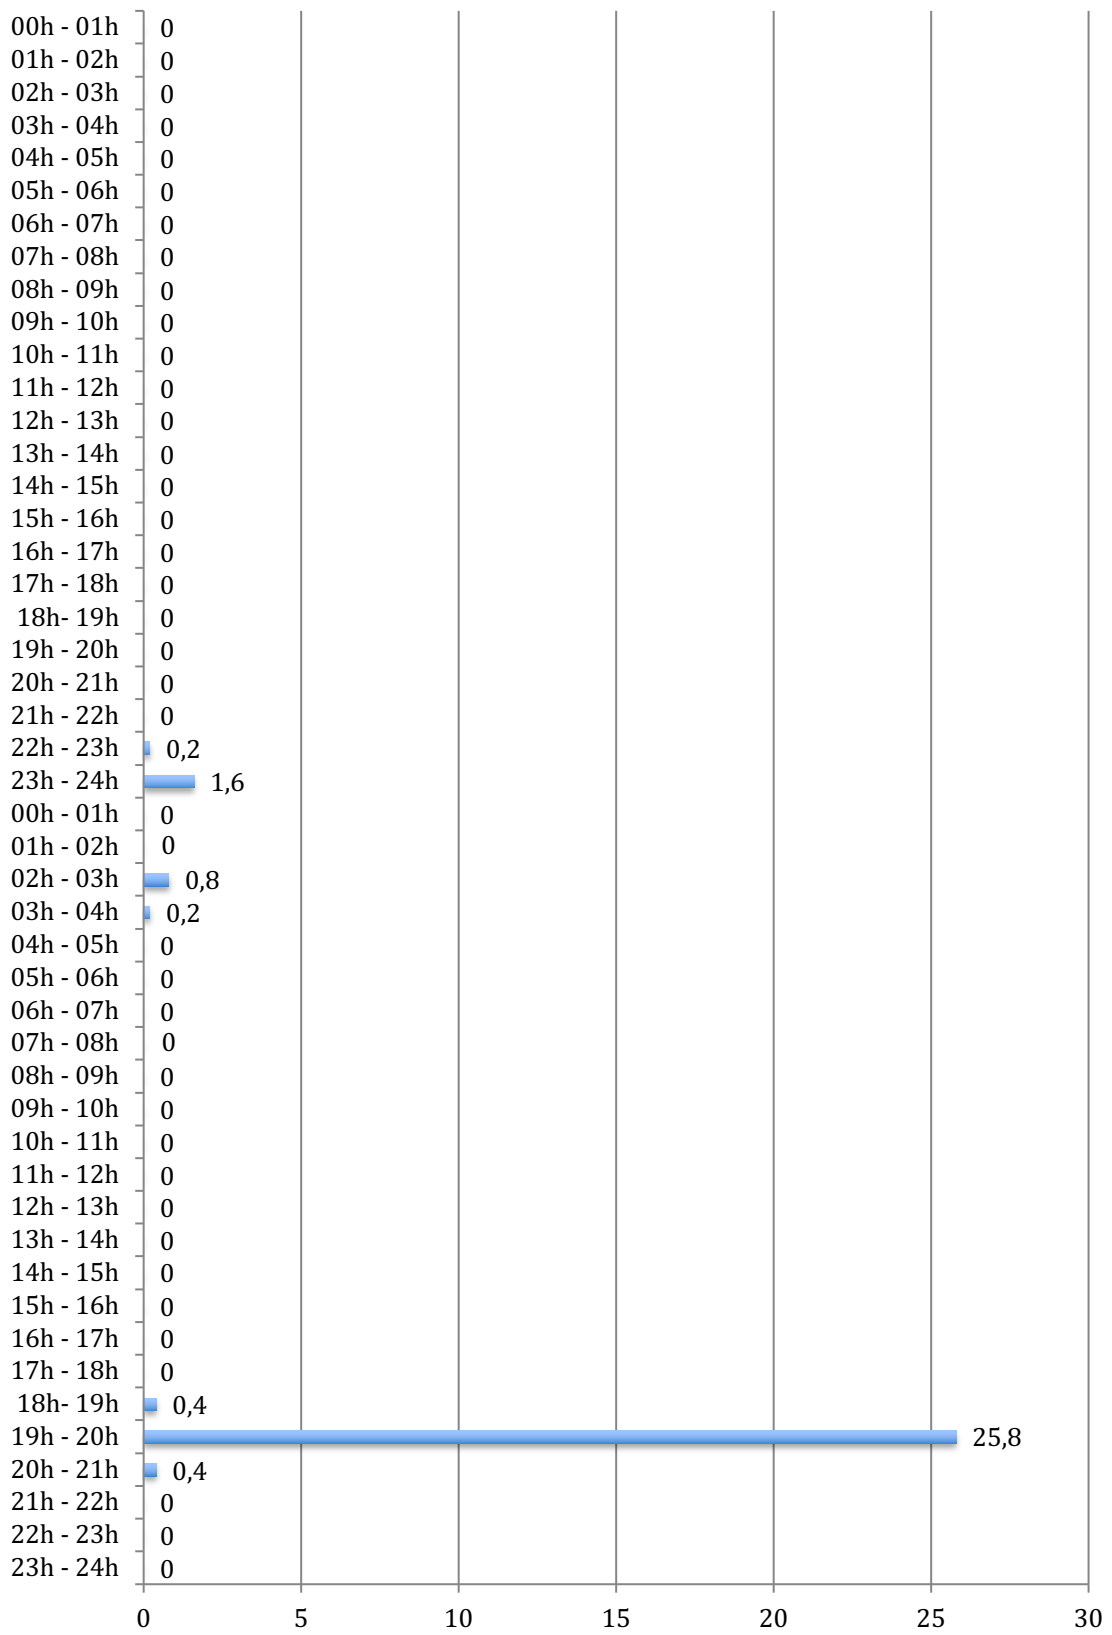 00h - 01h 0
01h - 02h 0
02h - 03h 0
03h - 04h 0
04h - 05h 0
05h - 06h 0
06h - 07h 0
07h - 08h 0
08h - 09h 0
09h - 10h 0
10h - 11h 0
11h - 12h 0
12h - 13h 0
13h - 14h 0
14h - 15h 0
15h - 16h 0
16h - 17h 0
17h - 18h 0
18h- 19h 0
19h - 20h 0
20h - 21h 0
21h - 22h 0
22h - 23h 0,2
23h - 24h 1,6
00h - 01h 0
01h - 02h 0
02h - 03h 0,8
03h - 04h 0,2
04h - 05h 0
05h - 06h 0
06h - 07h 0
07h - 08h 0
08h - 09h 0
09h - 10h 0
10h - 11h 0
11h - 12h 0
12h - 13h 0
13h - 14h 0
14h - 15h 0
15h - 16h 0
16h - 17h 0
17h - 18h 0
18h- 19h 0,4
19h - 20h 25,8
20h - 21h 0,4
21h - 22h 0
22h - 23h 0
23h - 24h 0
0 5 10 15 20 25 30